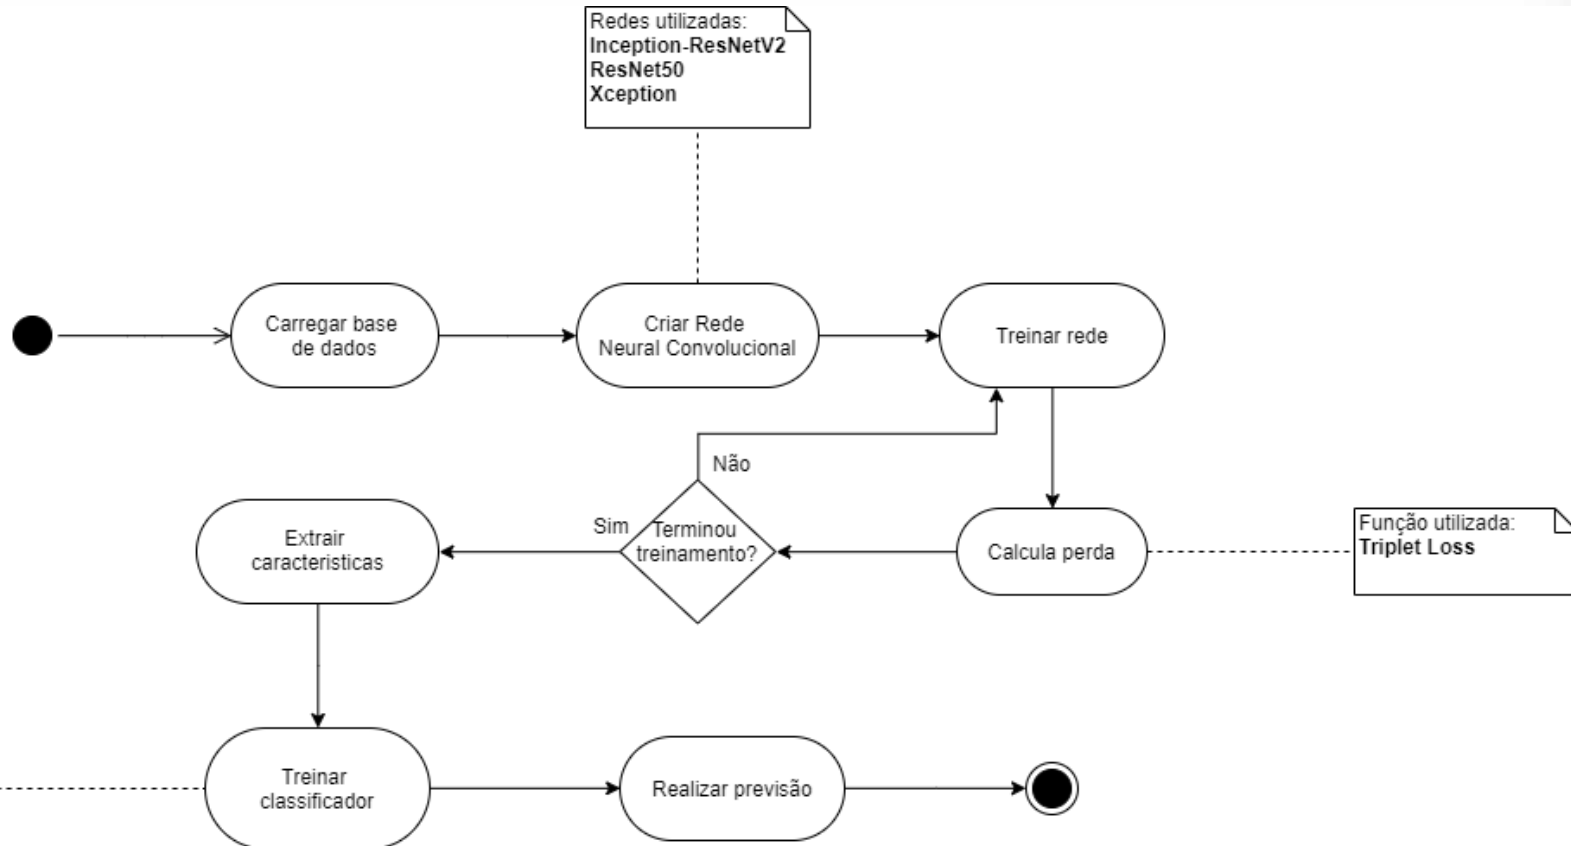 Redes utilizadas:
Inception-ResNetV2
ResNet50
Xception
Carregar base
de dados
Criar Rede
Neural Convolucional
Treinar rede
Não
Sim
Terminou
treinamento?
Extrair
caracteristicas
Calcula perda
Função utilizada:
Triplet Loss
Treinar
classificador
Realizar previsão